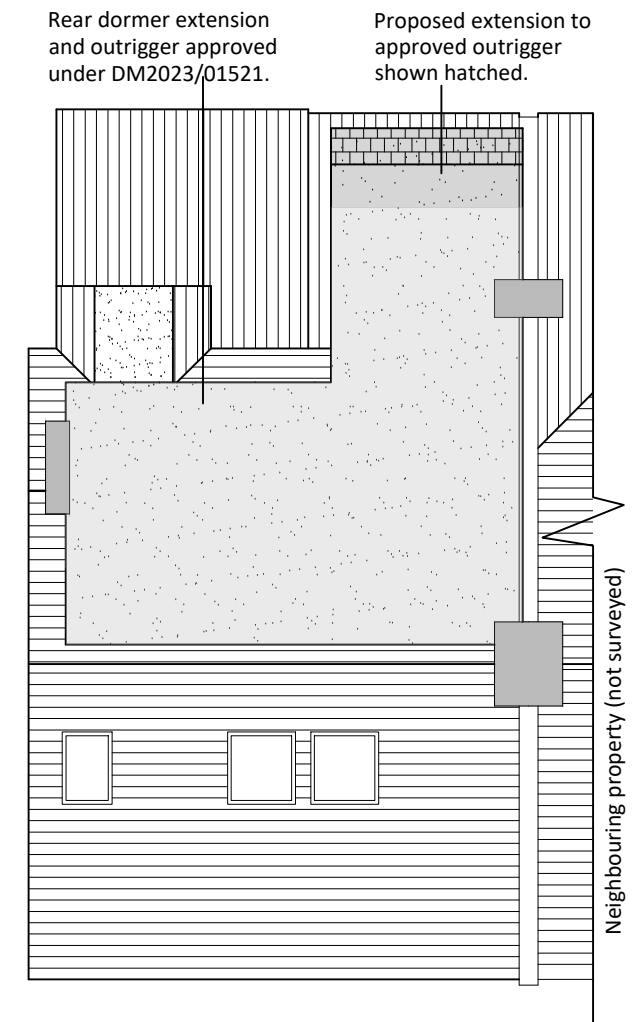 Rear dormer extension
and outrigger approved
under DM2023/01521.
Proposed extension to
approved outrigger
shown hatched.
Neighbouring property (not surveyed)